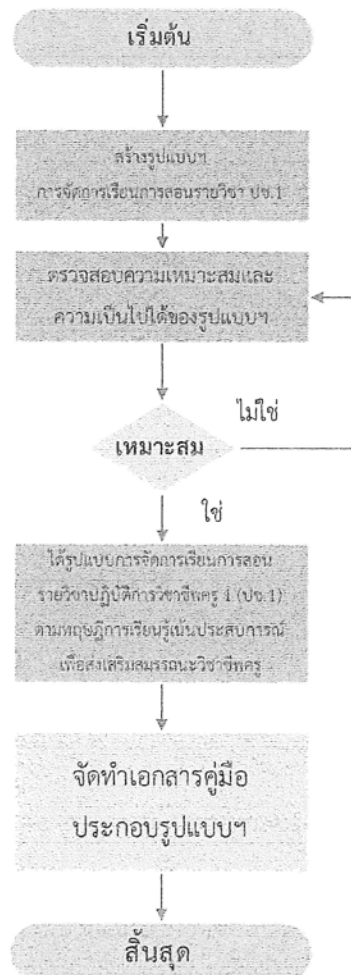 เริ่มต้น
สร้างรูปแบบฯ
การจัดการเรียนการสอนรายวิชา ปช.1
ตรวจสอบความเหมาะสมและ
ความเป็นไปได้ของรูปแบบฯ
ไม่ใช่
เหมาะสม
ใช่
ได้รูปแบบการจัดการเรียนการสอน
รายวิชาปฏิบัติการวิชาชีพครู 1 (ปช.1)
ตามทฤษฎีการเรียนรู้เน้นประสบการณ์
เพื่อส่งเสริมสมรรถนะวิชาชีพครู
จัดทำเอกสารคู่มือ
ประกอบรูปแบบฯ
สิ้นสุด